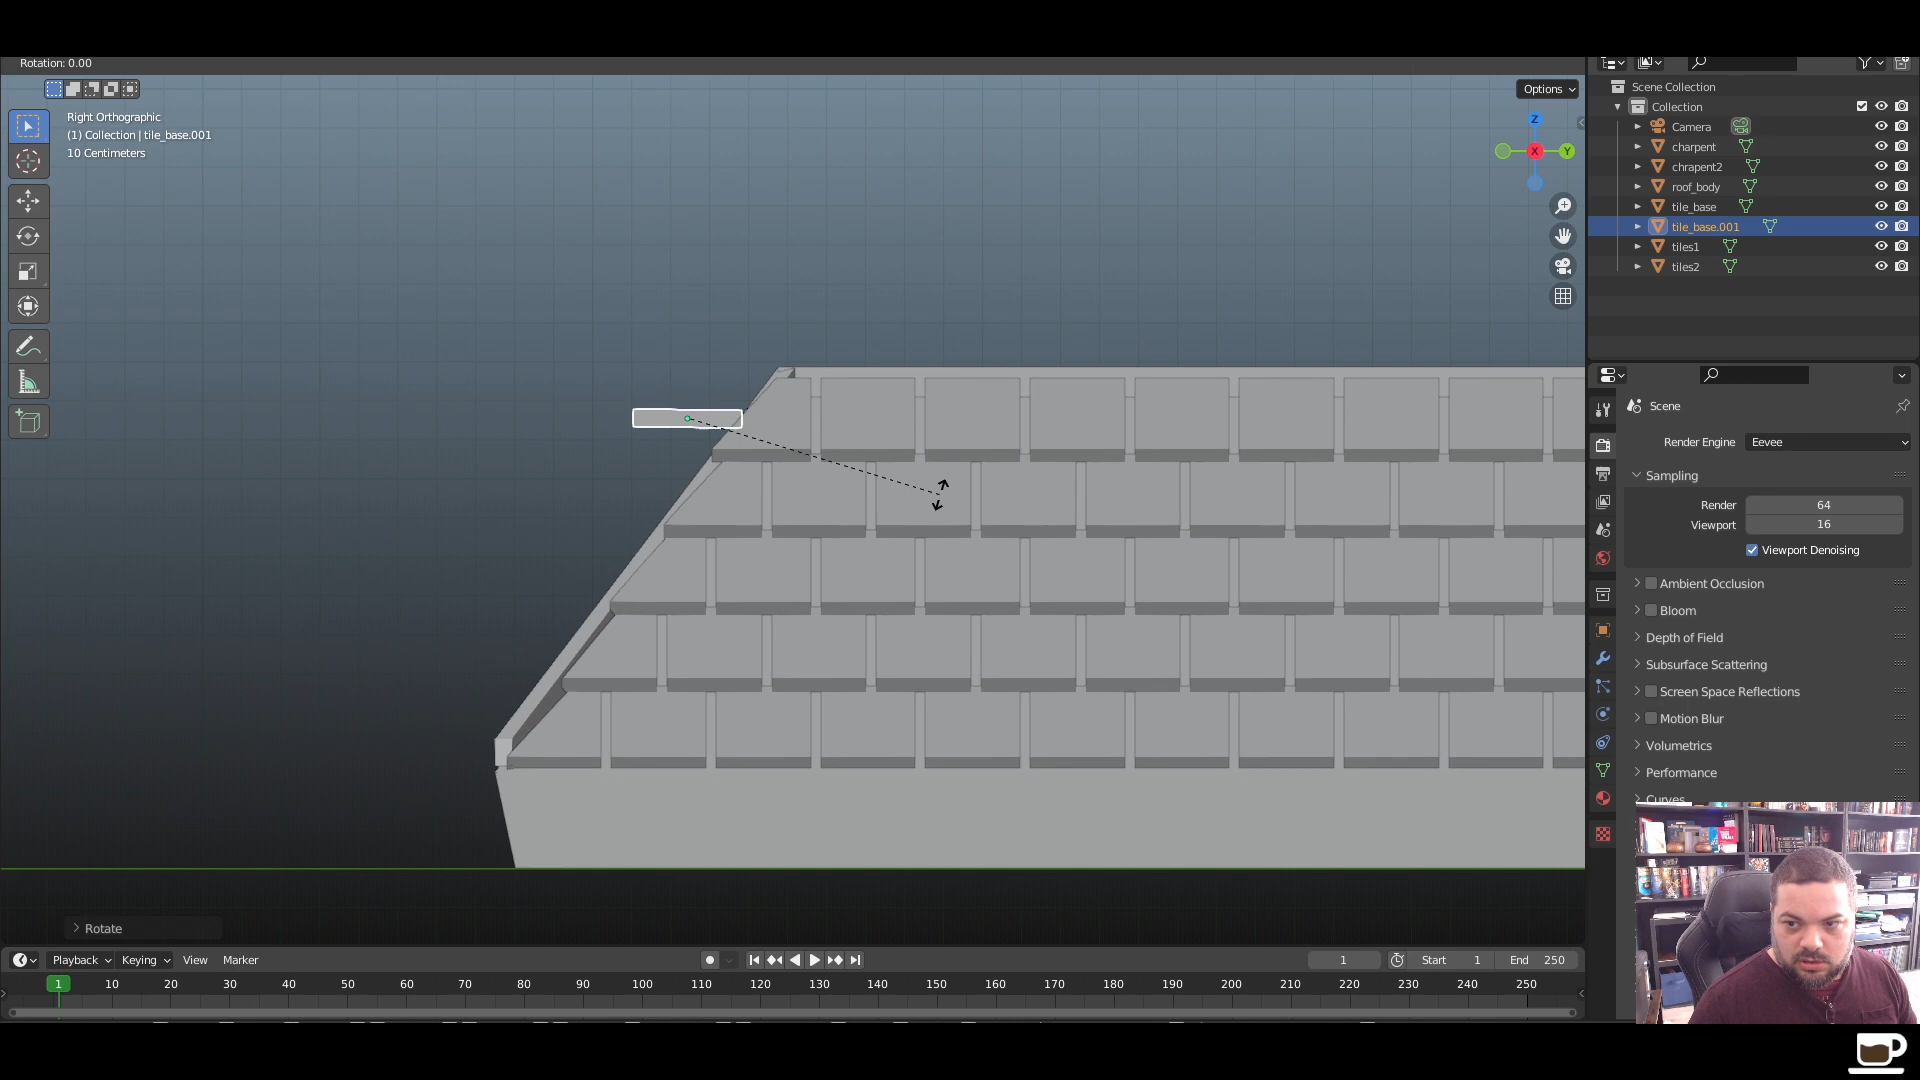 Rotation: 0.00
Options
Right Orthographic
(1) Collection | tile_base.001
10 Centimeters
Z
X
Y
Scene Collection
Collection
Camera
charpent
chrapent2
roof_body
tile_base
tile_base.001
tiles1
tiles2
Scene
Render Engine Eevee
Sampling
Render 64
Viewport 16
Viewport Denoising
Ambient Occlusion
Bloom
Depth of Field
Subsurface Scattering
Screen Space Reflections
Motion Blur
Volumetrics
Performance
Curves
Rotate
Playback Keying View Marker 1 Start 1 End 250
1 10 20 30 40 50 60 70 80 90 100 110 120 130 140 150 160 170 180 190 200 210 220 230 240 250